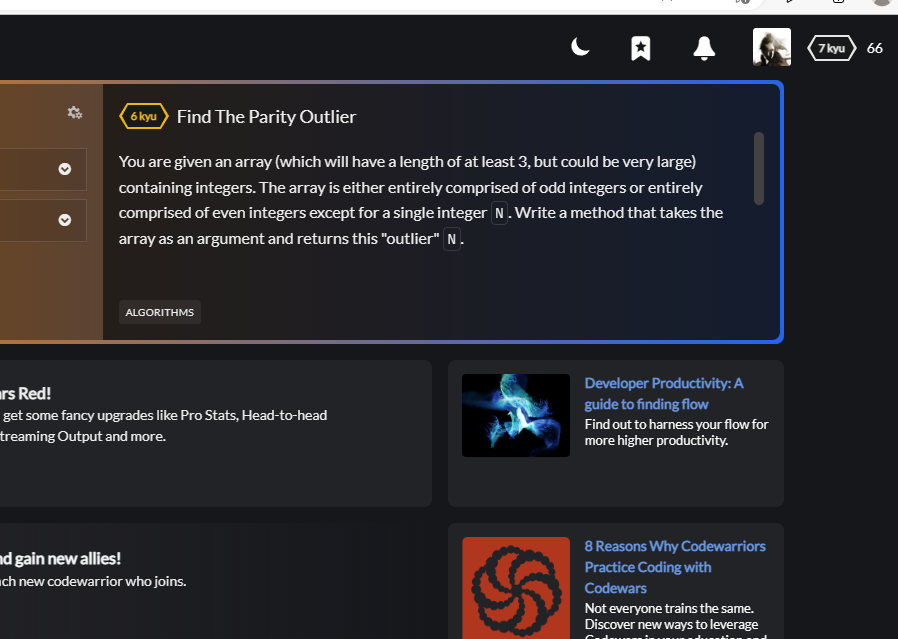 7 kyu 66
6 kyu Find The Parity Outlier
You are given an array (which will have a length of at least 3, but could be very large)
containing integers. The array is either entirely comprised of odd integers or entirely
comprised of even integers except for a single integer N. Write a method that takes the
array as an argument and returns this "outlier" N.
ALGORITHMS
rs Red!
get some fancy upgrades like Pro Stats, Head-to-head
treaming Output and more.
Developer Productivity: A
guide to finding flow
Find out to harness your flow for
more higher productivity.
nd gain new allies!
ch new codewarrior who joins.
8 Reasons Why Codewarriors
Practice Coding with
Codewars
Not everyone trains the same.
Discover new ways to leverage
Codewars in your education and